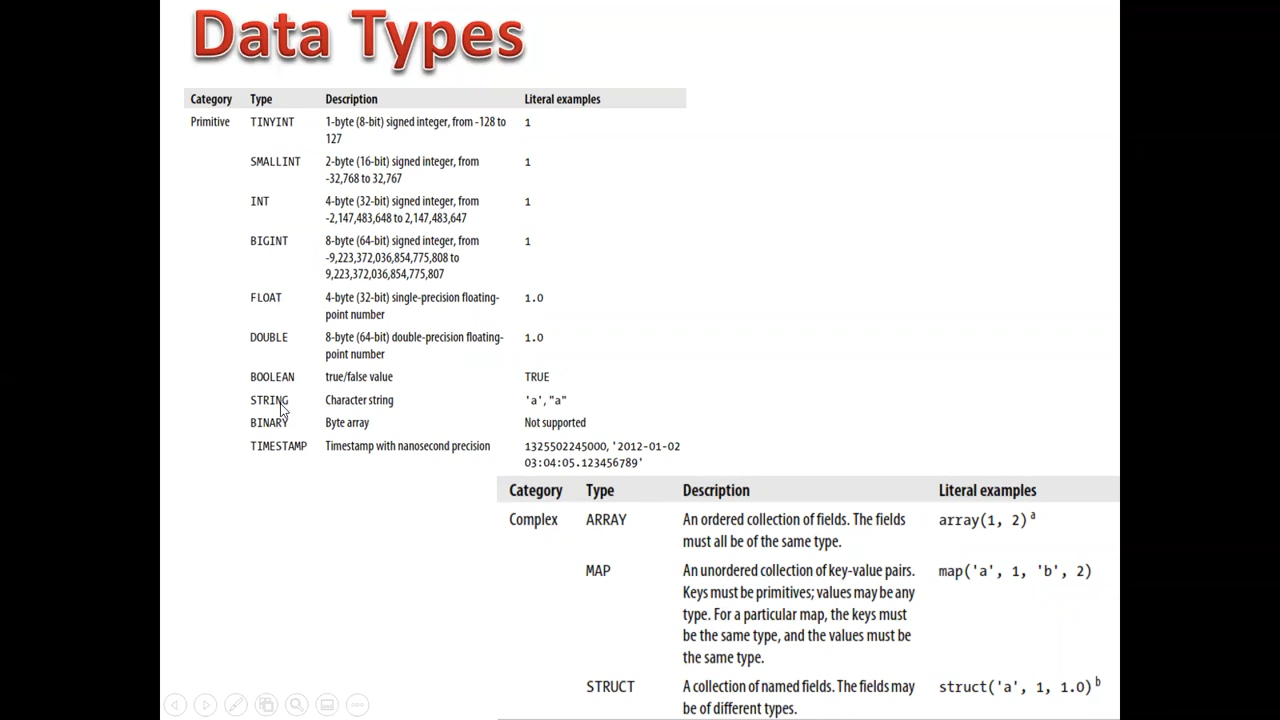 Data Types
Category Type Description Literal examples
Primitive TINYINT 1-byte (8-bit) signed integer, from -128 to 1
127
SMALLINT 2-byte (16-bit) signed integer, from 1
-32,768 to 32,767
INT 4-byte (32-bit) signed integer, from 1
-2,147,483,648 to 2,147,483,647
BIGINT 8-byte (64-bit) signed integer, from 1
-9,223,372,036,854,775,808 to
9,223,372,036,854,775,807
FLOAT 4-byte (32-bit) single-precision floating- 1.0
point number
DOUBLE 8-byte (64-bit) double-precision floating- 1.0
point number
BOOLEAN true/false value TRUE
STRING Character string 'a', "a"
BINARY Byte array Not supported
TIMESTAMP Timestamp with nanosecond precision 1325502245000, '2012-01-02
03:04:05.123456789'
Category Type Description Literal examples
Complex ARRAY An ordered collection of fields. The fields array(1, 2) a
must all be of the same type.
MAP An unordered collection of key-value pairs. map('a', 1, 'b', 2)
Keys must be primitives; values may be any
type. For a particular map, the keys must
be the same type, and the values must be
the same type.
STRUCT A collection of named fields. The fields may struct('a', 1, 1.0) b
be of different types.